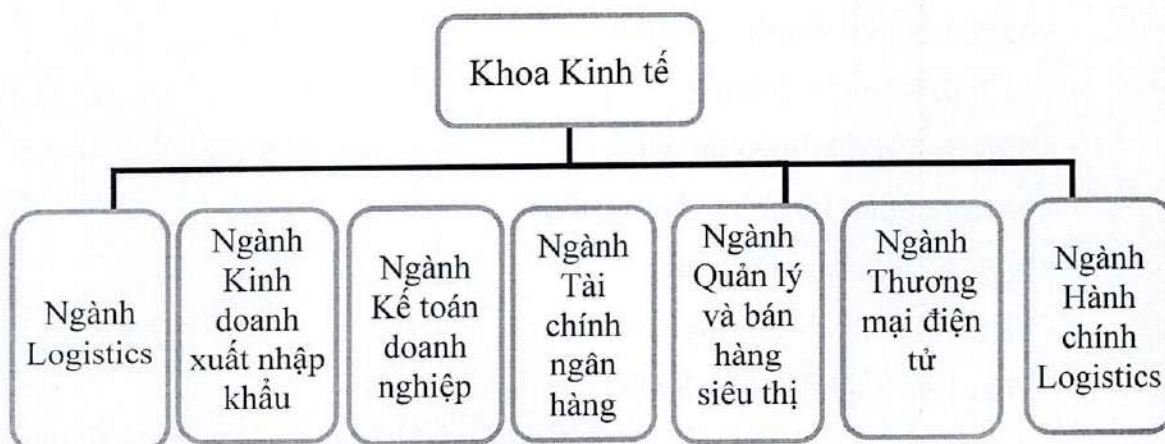 Khoa Kinh tế
Ngành
Logistics
Ngành
Kinh
doanh
xuất nhập
khẩu
Ngành
Kế toán
doanh
nghiệp
Ngành
Tài
chính
ngân
hàng
Ngành
Quản lý
và bán
hàng
siêu thị
Ngành
Thương
mại điện
tử
Ngành
Hành
chính
Logistics